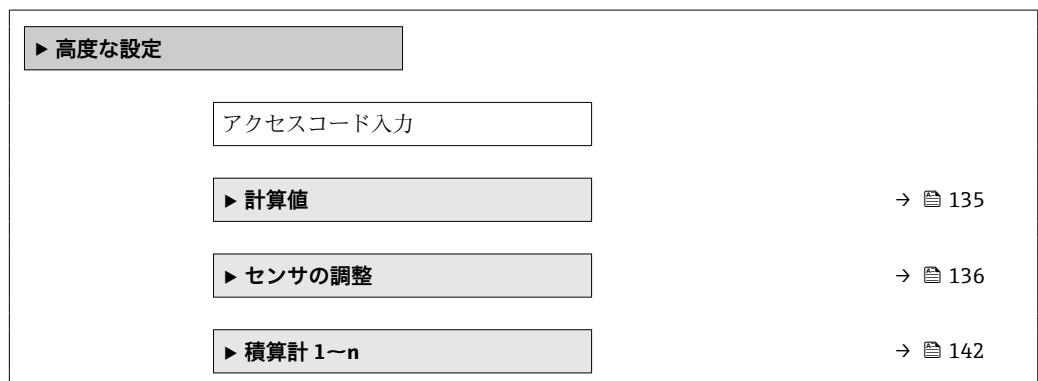 ▶ 高度な設定
アクセスコード入力
▶ 計算値 → 135
▶ センサの調整 → 136
▶ 積算計 1～n → 142